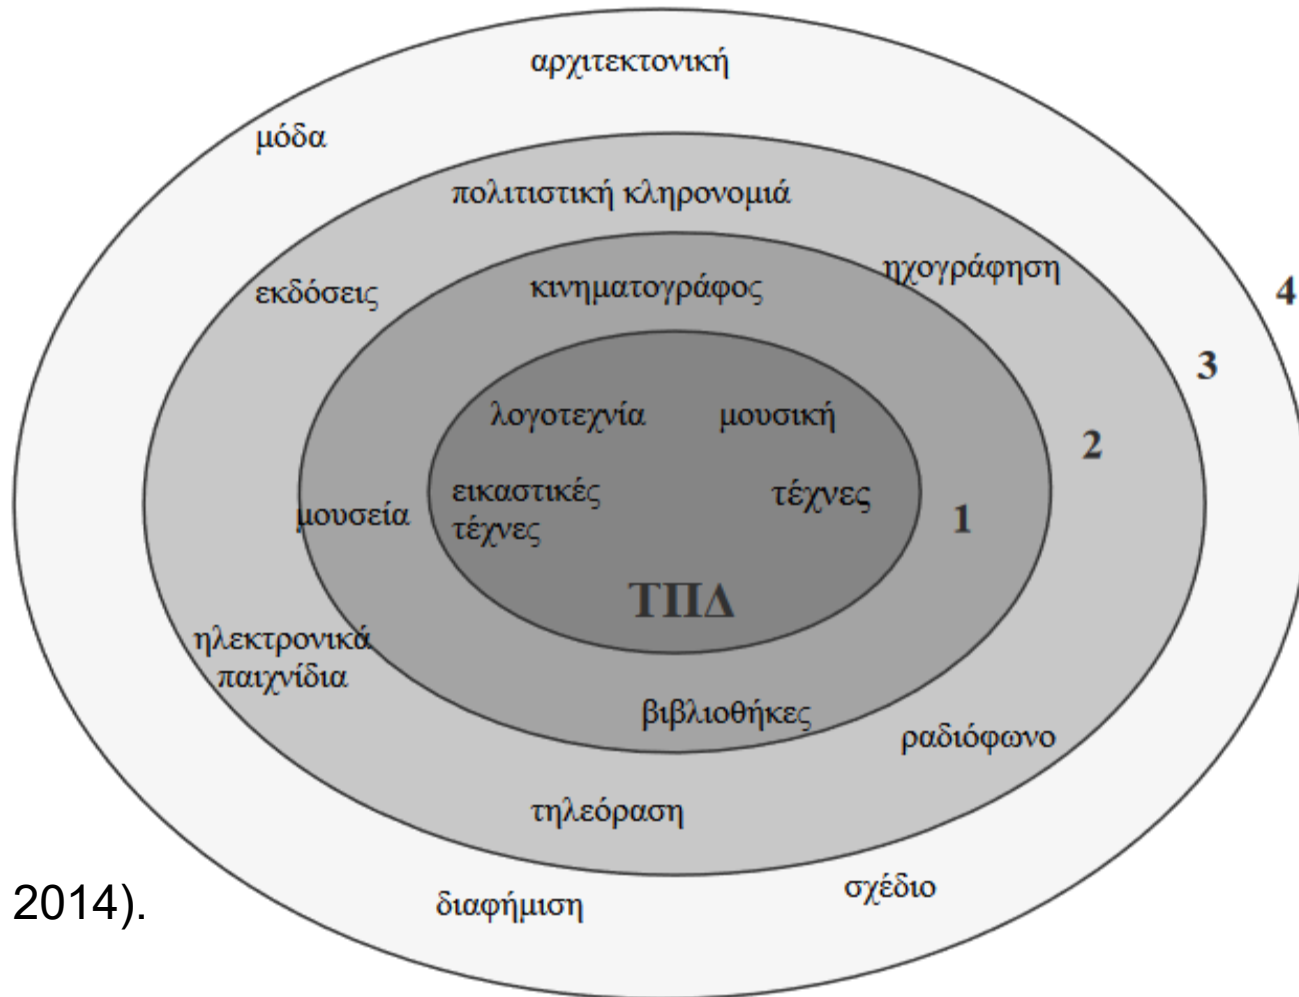 αρχιτεκτονική
μόδα
πολιτιστική κληρονομιά
ηχογράφηση
εκδόσεις
κινηματογράφος
4
3
λογοτεχνία
μουσική
2
εικαστικές
τέχνες
τέχνες
μουσεία
1
ΤΠΔ
ηλεκτρονικά
παιχνίδια
βιβλιοθήκες
ραδιόφωνο
τηλεόραση
σχέδιο
διαφήμιση
2014).